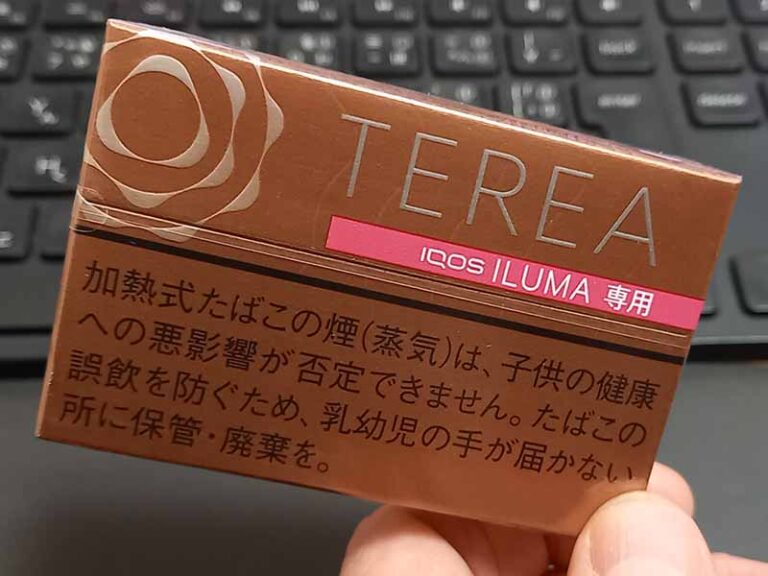 TEREA
IQOS ILUMA 専用
加熱式たばこの煙(蒸気)は、子供の健康
への悪影響が否定できません。たばこの
誤飲を防ぐため、乳幼児の手が届かない
所に保管・廃棄を。